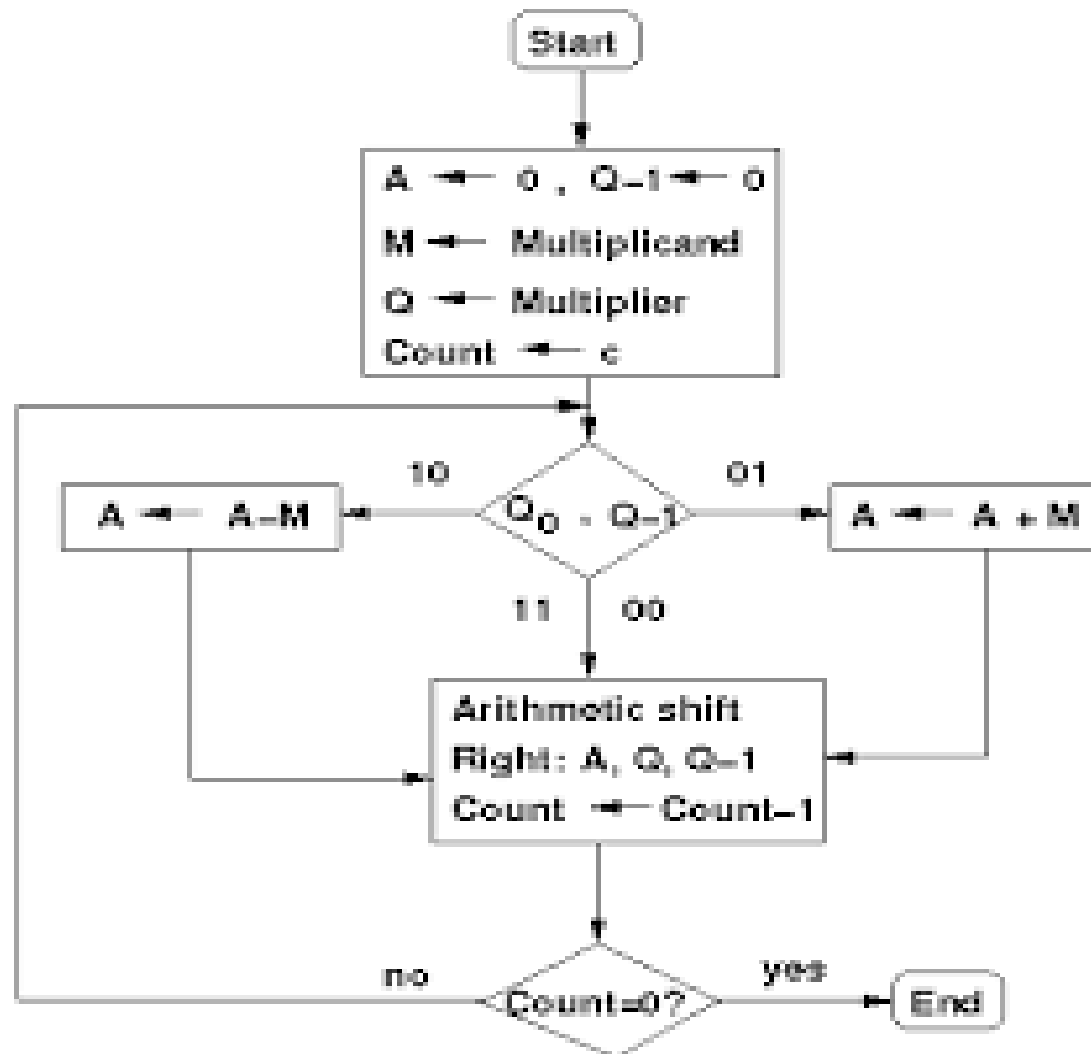 Start
A ← 0 , Q-1 ← 0
M ← Multiplicand
Q ← Multiplier
Count ← c
10
01
A ← A-M
Q0 , Q-1
A ← A + M
11 00
Arithmetic shift
Right: A, Q, Q-1
Count ← Count-1
no
yes
Count=0?
End